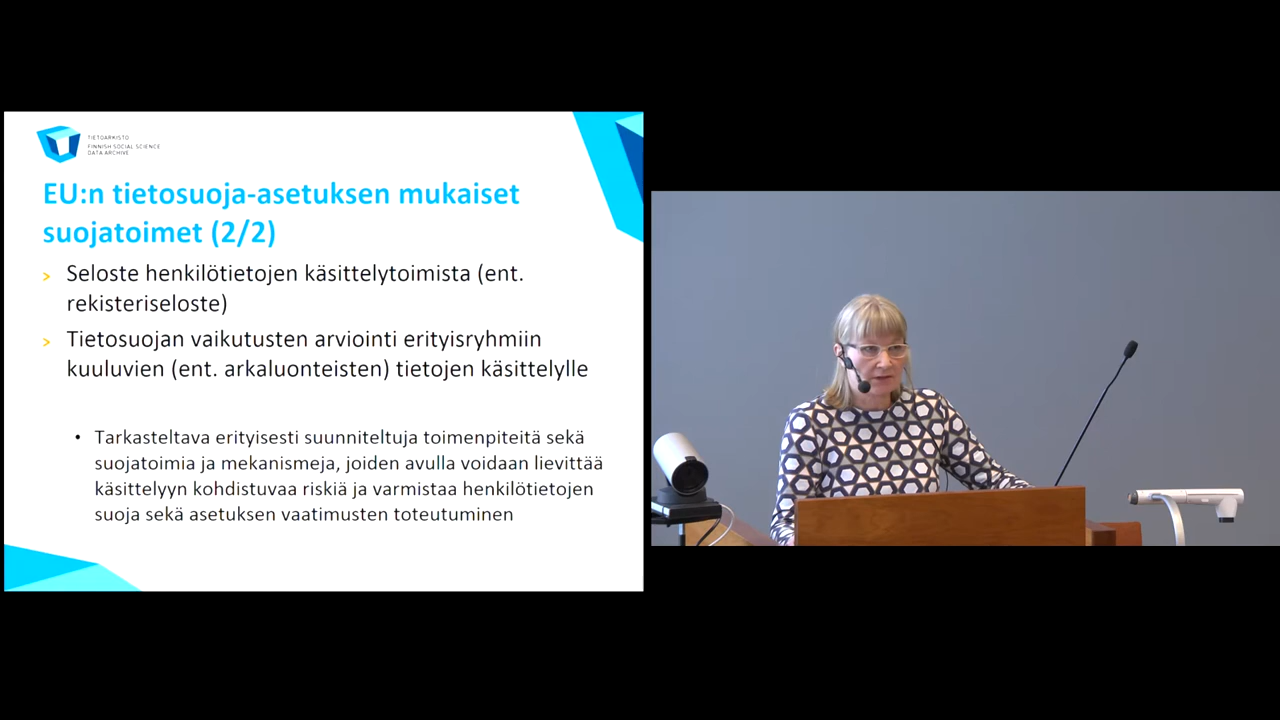 TIETOARKISTO
FINNISH SOCIAL SCIENCE
DATA ARCHIVE
EU:n tietosuoja-asetuksen mukaiset
suojatoimet (2/2)
> Seloste henkilötietojen käsittelytoimista (ent.
rekisteriseloste)
> Tietosuojan vaikutusten arviointi erityisryhmiin
kuuluvien (ent. arkaluonteisten) tietojen käsittelylle
• Tarkasteltava erityisesti suunniteltuja toimenpiteitä sekä
suojatoimia ja mekanismeja, joiden avulla voidaan lievittää
käsittelyyn kohdistuvaa riskiä ja varmistaa henkilötietojen
suoja sekä asetuksen vaatimusten toteutuminen